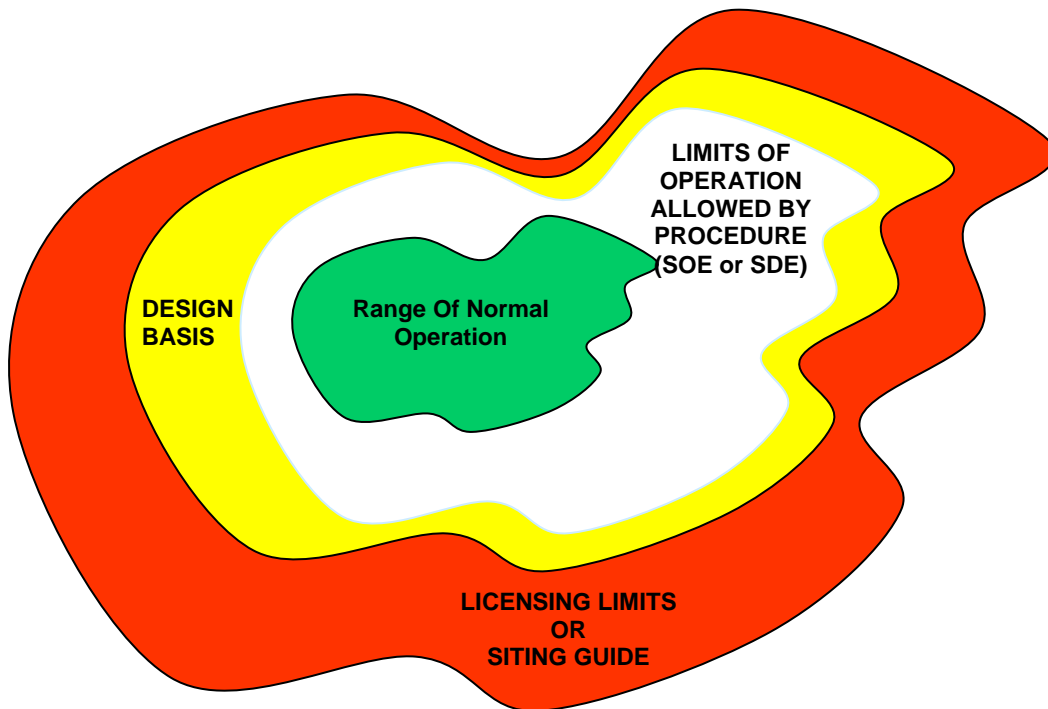 LIMITS OF
OPERATION
ALLOWED BY
PROCEDURE
(SOE or SDE)
DESIGN
BASIS
Range Of Normal
Operation
LICENSING LIMITS
OR
SITING GUIDE